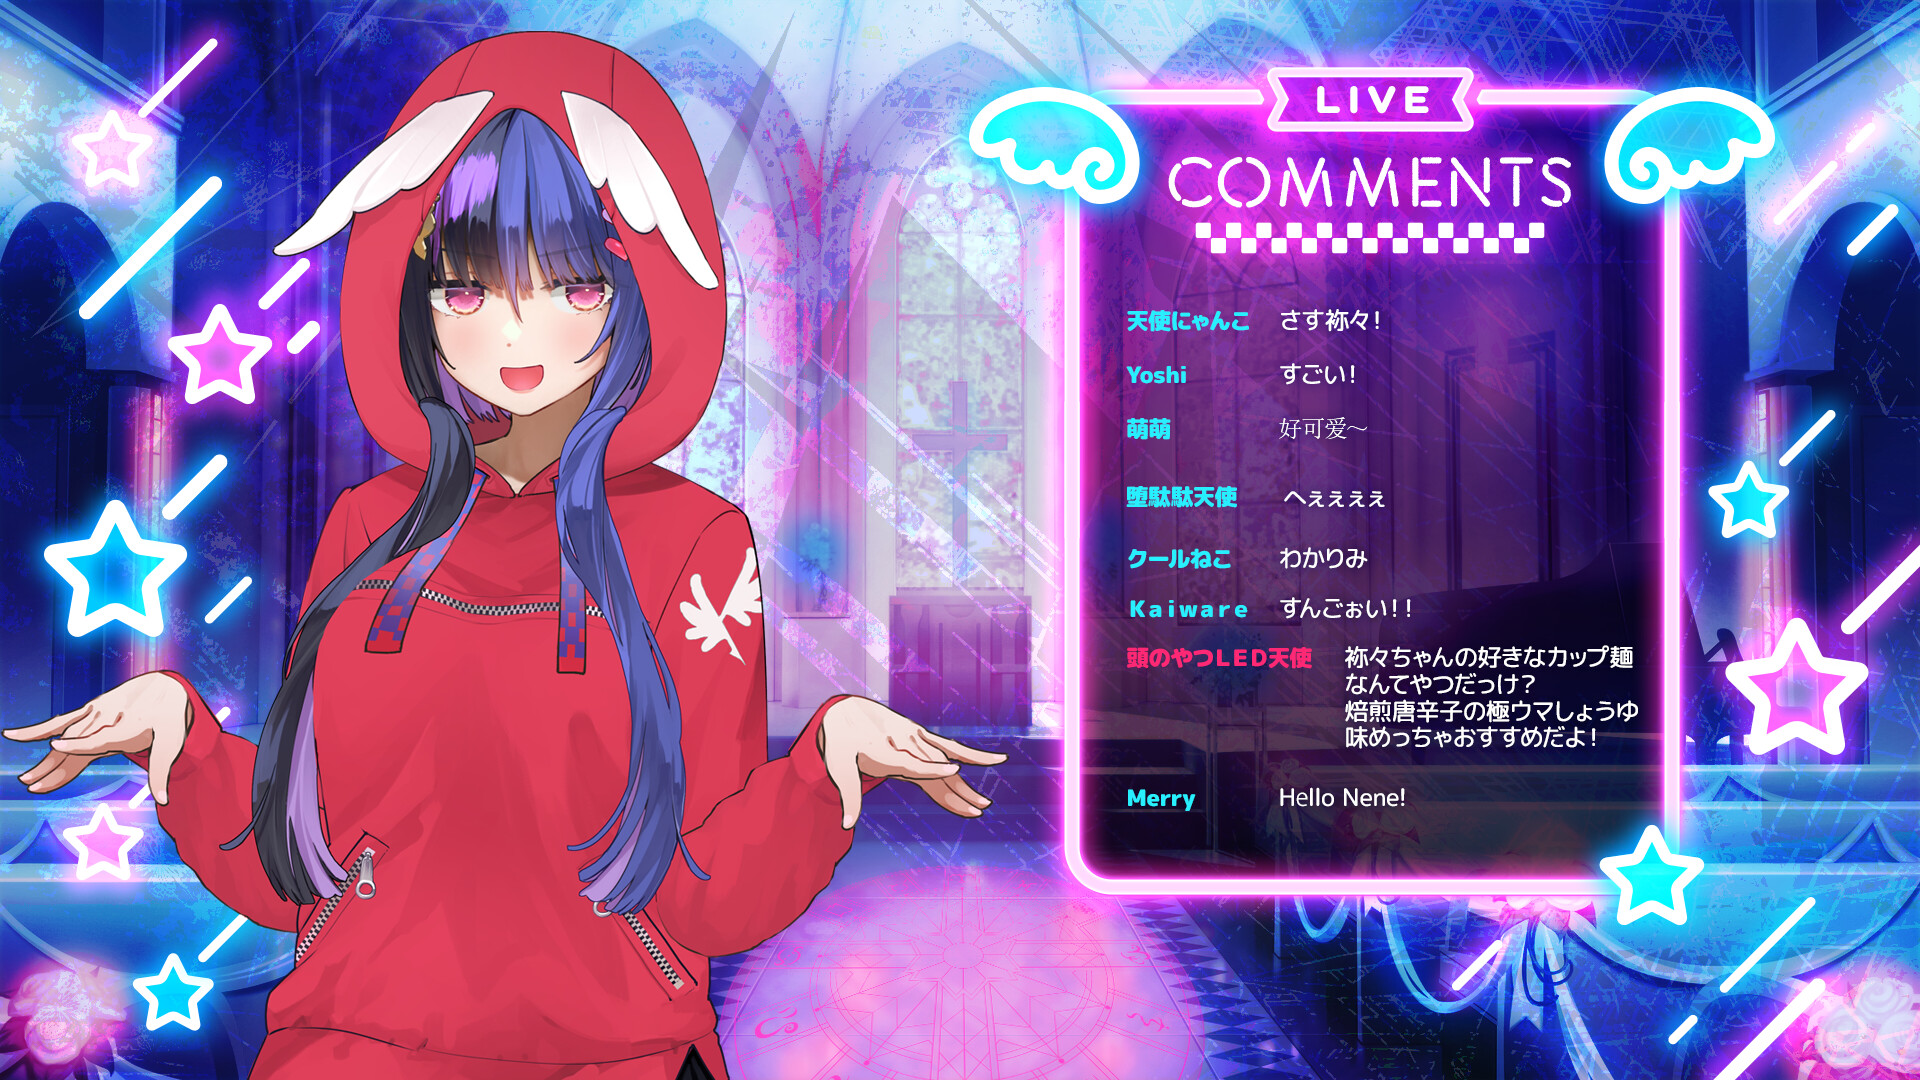 LIVE
COMMENTS
天使にゃんこ さす祢々！
Yoshi すごい！
萌萌 好可爱～
堕駄駄天使 へぇぇぇぇ
クールねこ わかりみ
Kaiware すんごぉい！！
頭のやつLED天使 祢々ちゃんの好きなカップ麺
なんてやつだっけ？
焙煎唐辛子の極ウマしょうゆ
味めっちゃおすすめだよ！
Merry Hello Nene!